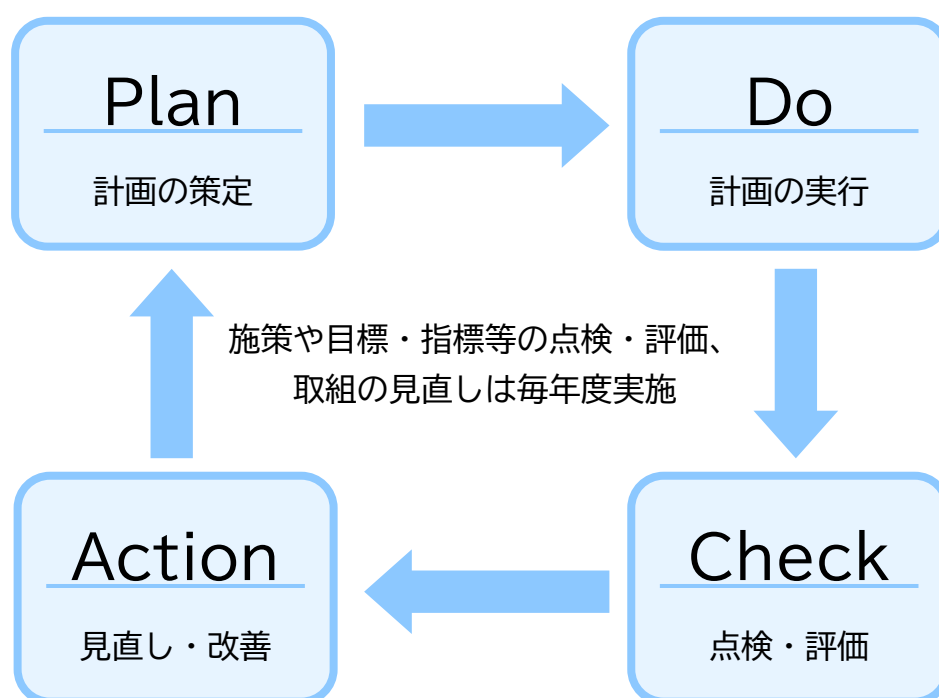 Plan
計画の策定
Do
計画の実行
施策や目標・指標等の点検・評価、
取組の見直しは毎年度実施
Action
見直し・改善
Check
点検・評価